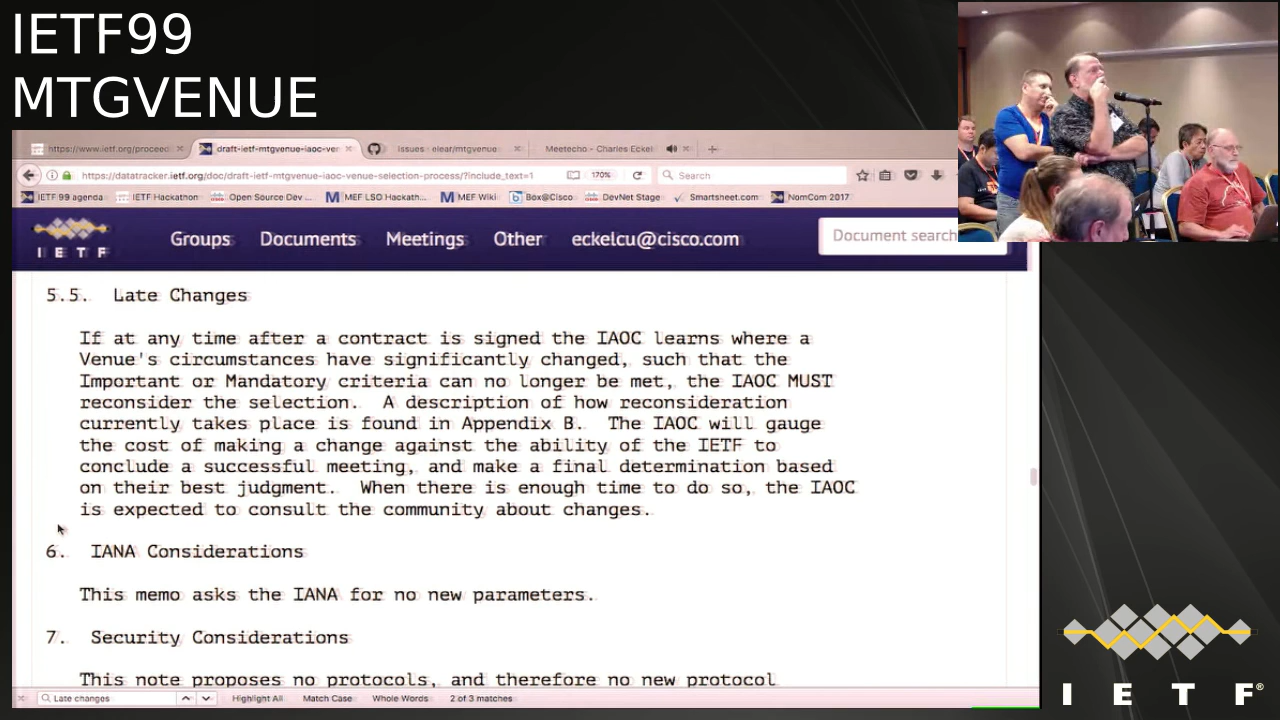 IETF99
MTGVENUE
https://www.ietf.org/proceed
draft-ietf-mtgvenue-iaoc-ver
Issues · elear/mtgvenue
Meetecho - Charles Eckel
https://datatracker.ietf.org/doc/draft-ietf-mtgvenue-iaoc-venue-selection-process/?include_text=1
170%
Search
IETF 99 agenda
IETF Hackathon
Open Source Dev ...
MEF LSO Hackath...
MEF Wiki
Box@Cisco
DevNet Stage
Smartsheet.com
NomCom 2017
I E T F
Groups
Documents
Meetings
Other
eckelcu@cisco.com
Document search
5.5. Late Changes
If at any time after a contract is signed the IAOC learns where a
Venue's circumstances have significantly changed, such that the
Important or Mandatory criteria can no longer be met, the IAOC MUST
reconsider the selection. A description of how reconsideration
currently takes place is found in Appendix B. The IAOC will gauge
the cost of making a change against the ability of the IETF to
conclude a successful meeting, and make a final determination based
on their best judgment. When there is enough time to do so, the IAOC
is expected to consult the community about changes.
6. IANA Considerations
This memo asks the IANA for no new parameters.
7. Security Considerations
This note proposes no protocols, and therefore no new protocol
Late changes
Highlight All
Match Case
Whole Words
2 of 3 matches
I E T F®